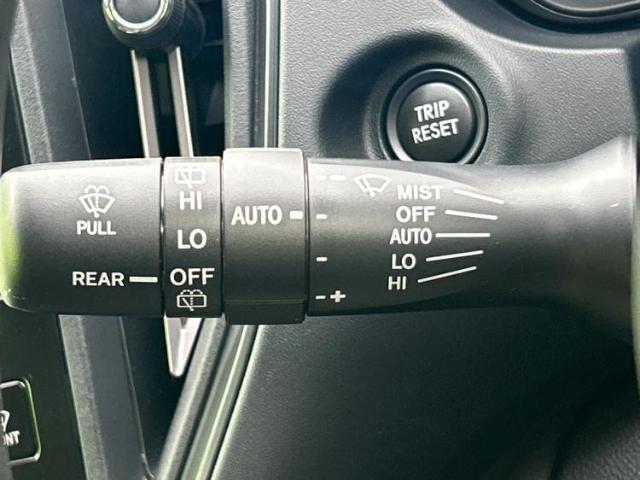 TRIP
RESET
PULL
REAR
HI
LO
OFF
AUTO
--
-
-
-+
MIST
OFF
AUTO
LO
HI